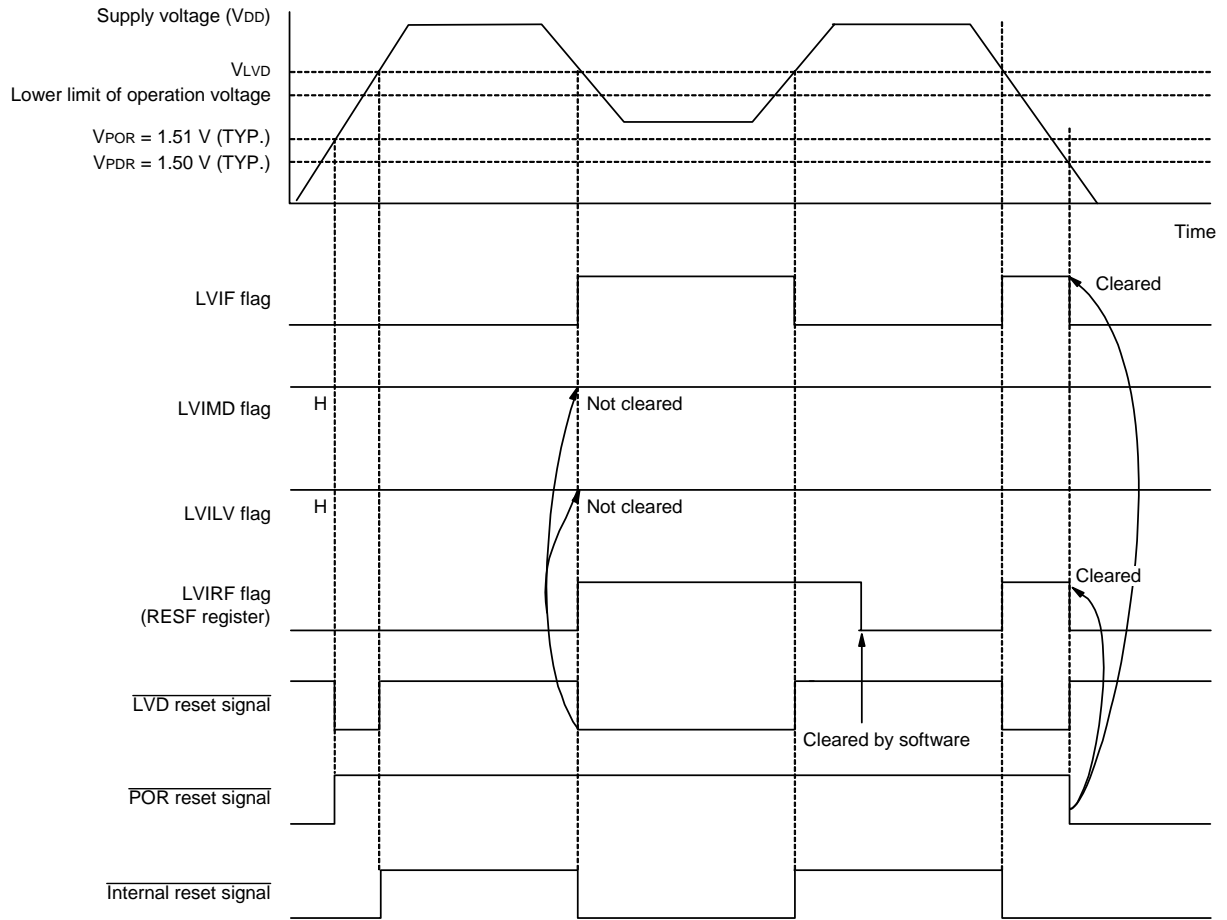 Supply voltage (VDD)
VLVD
Lower limit of operation voltage
VPOR = 1.51 V (TYP.)
VPDR = 1.50 V (TYP.)
Time
LVIF flag
Cleared
LVIMD flag
H
Not cleared
LVILV flag
H
Not cleared
LVIRF flag
(RESF register)
Cleared
LVD reset signal
Cleared by software
POR reset signal
Internal reset signal